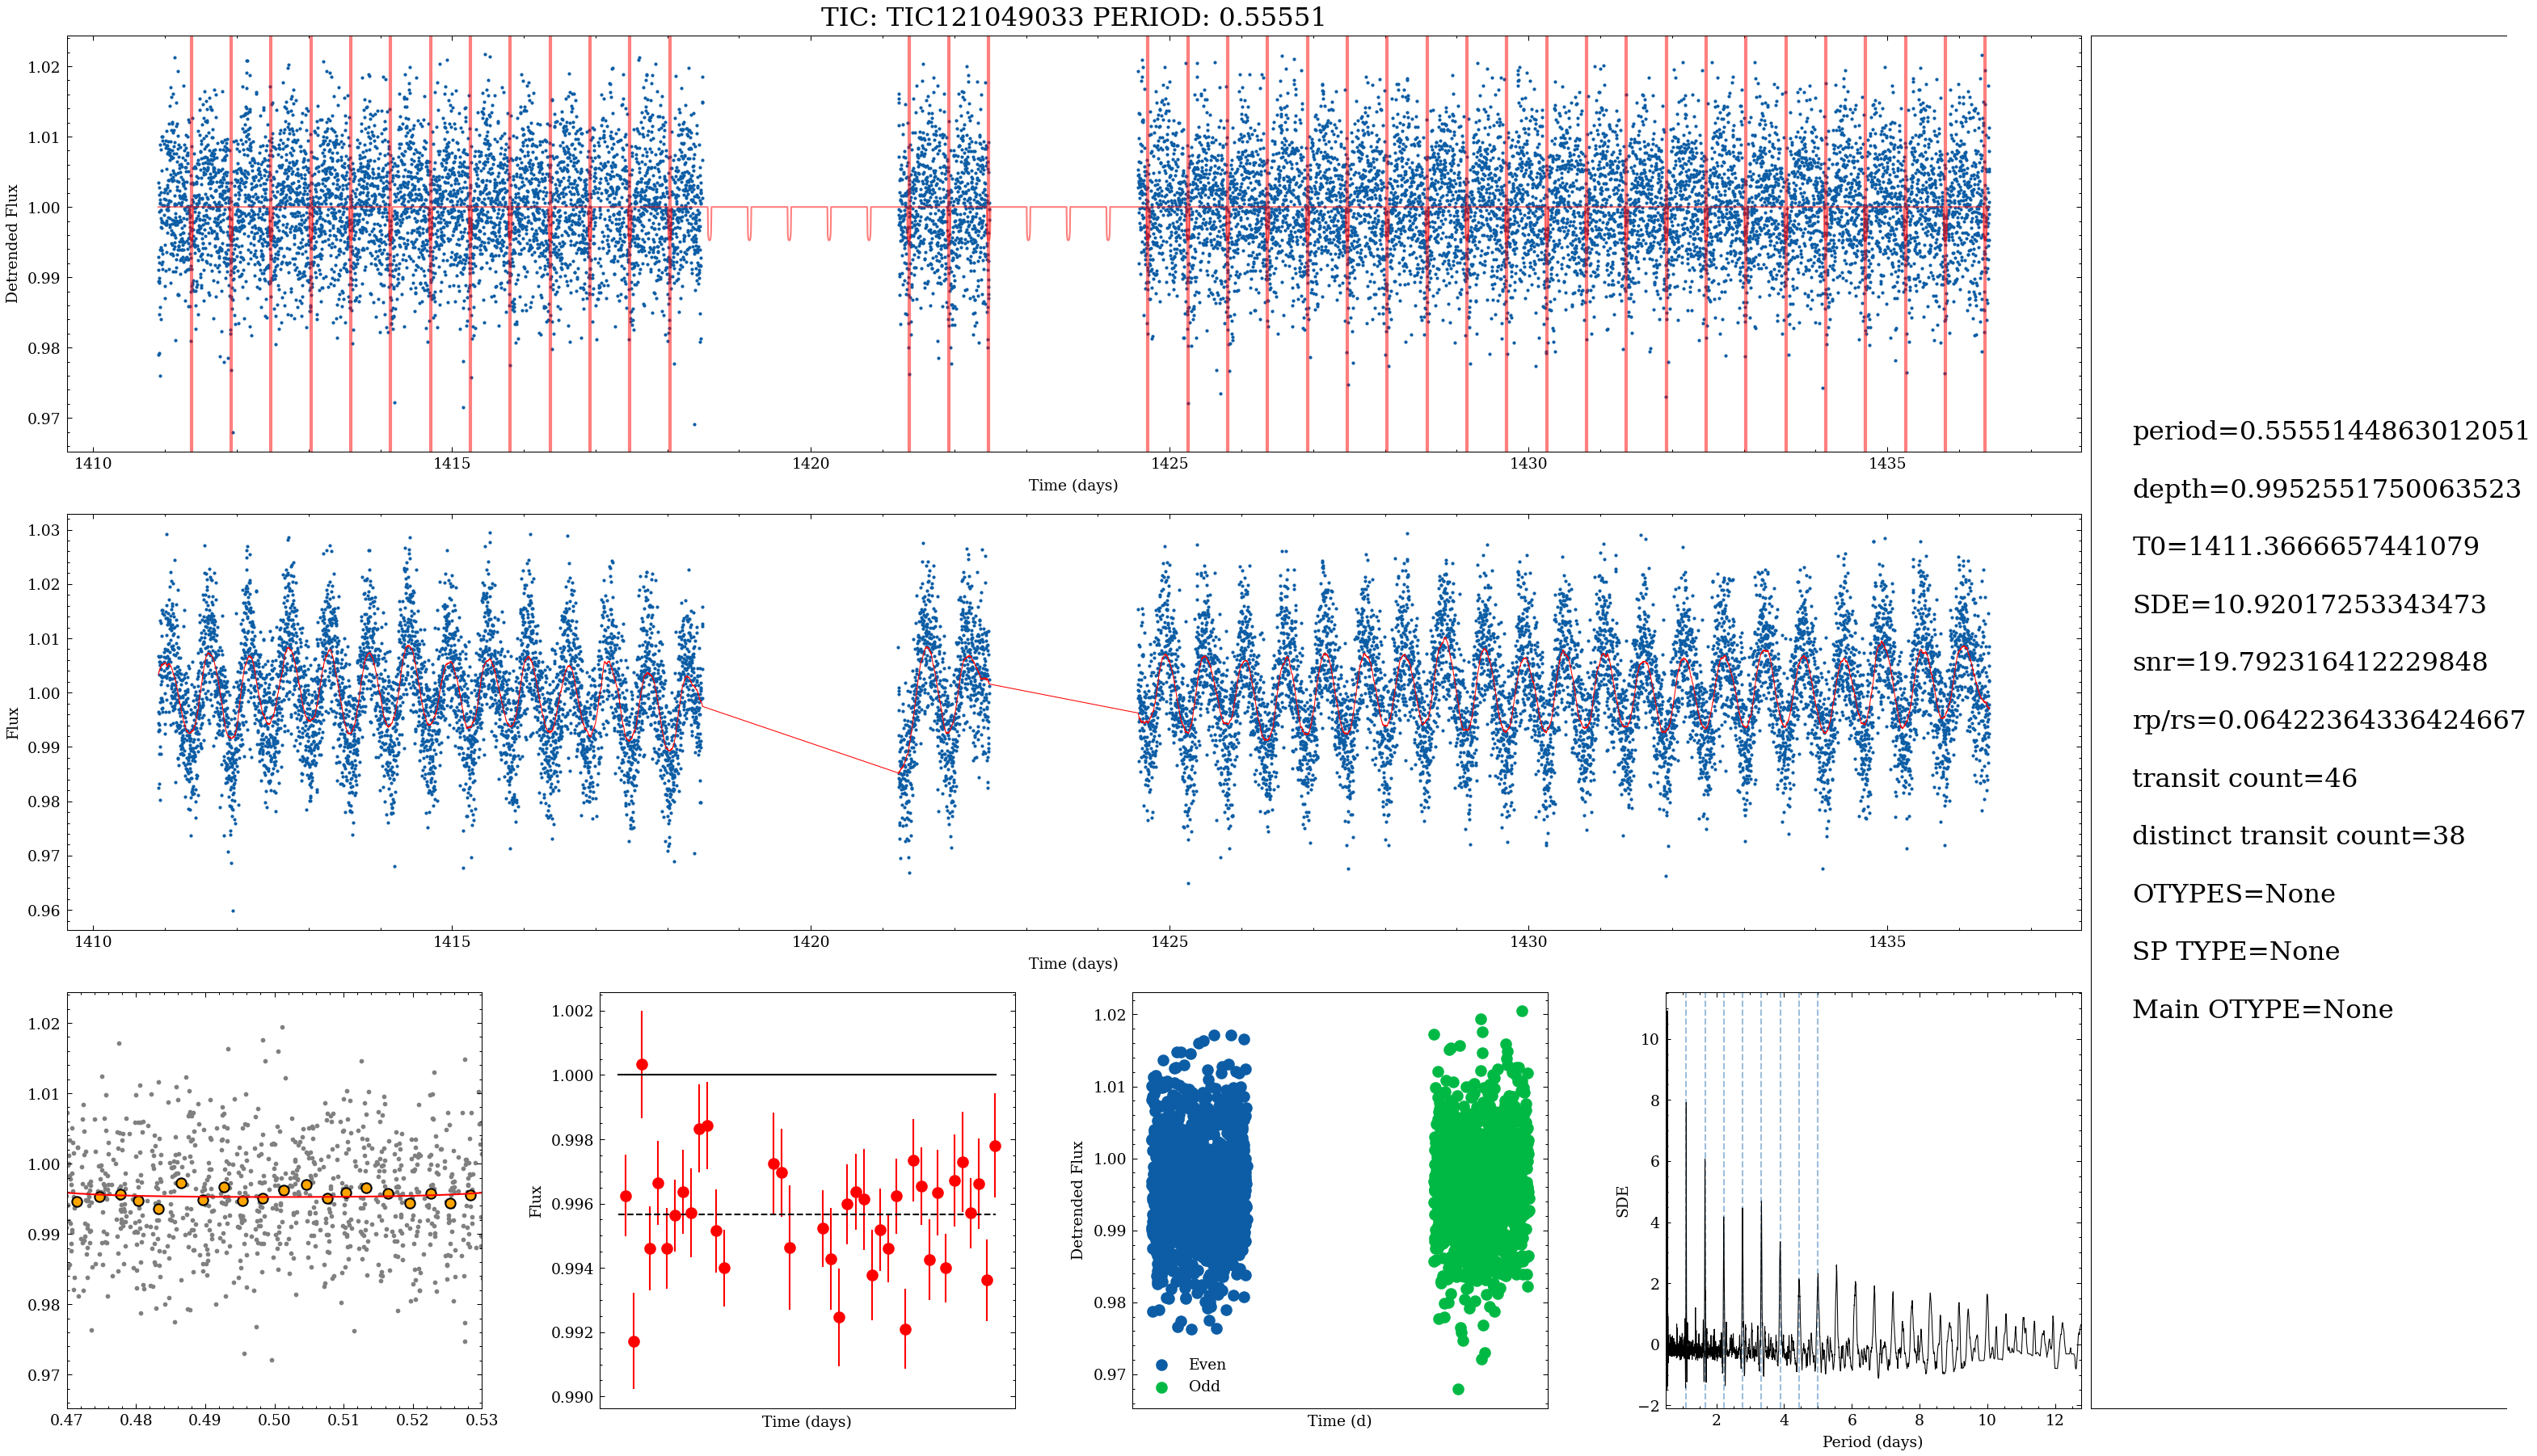 TIC: TIC121049033 PERIOD: 0.55551
1.02
1.01
1.00
0.99
0.98
0.97
Detrended Flux
1410
1415
1420
1425
1430
1435
Time (days)
1.03
1.02
1.01
1.00
0.99
0.98
0.97
0.96
Flux
1410
1415
1420
1425
1430
1435
Time (days)
period=0.5555144863012051
depth=0.9952551750063523
T0=1411.3666657441079
SDE=10.92017253343473
snr=19.792316412229848
rp/rs=0.06422364336424667
transit count=46
distinct transit count=38
OTYPES=None
SP TYPE=None
Main OTYPE=None
1.02
1.01
1.00
0.99
0.98
0.97
0.47
0.48
0.49
0.50
0.51
0.52
0.53
1.002
1.000
0.998
0.996
0.994
0.992
0.990
Flux
Time (days)
1.02
1.01
1.00
0.99
0.98
0.97
Detrended Flux
Even
Odd
Time (d)
10
8
6
4
2
0
−2
SDE
2
4
6
8
10
12
Period (days)